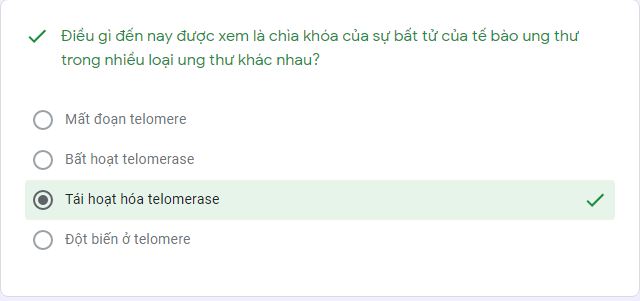 Điều gì đến nay được xem là chìa khóa của sự bất tử của tế bào ung thư
trong nhiều loại ung thư khác nhau?
Mất đoạn telomere
Bất hoạt telomerase
Tái hoạt hóa telomerase
Đột biến ở telomere